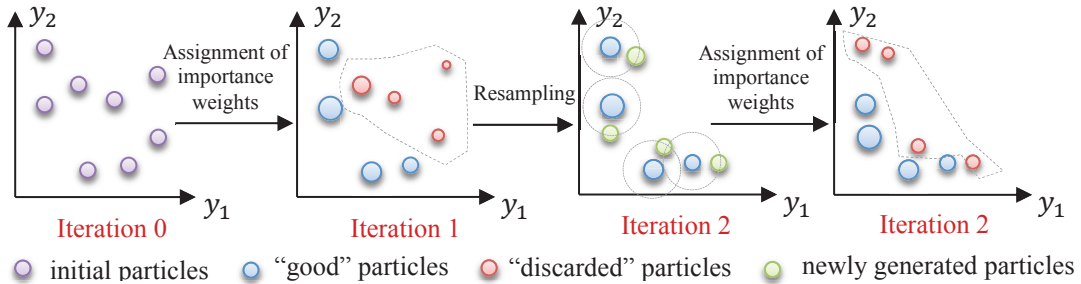 y₂
y₁
Iteration 0
Assignment of
importance
weights
y₂
y₁
Iteration 1
Resampling
y₂
y₁
Iteration 2
Assignment of
importance
weights
y₂
y₁
Iteration 2
initial particles
“good” particles
“discarded” particles
newly generated particles